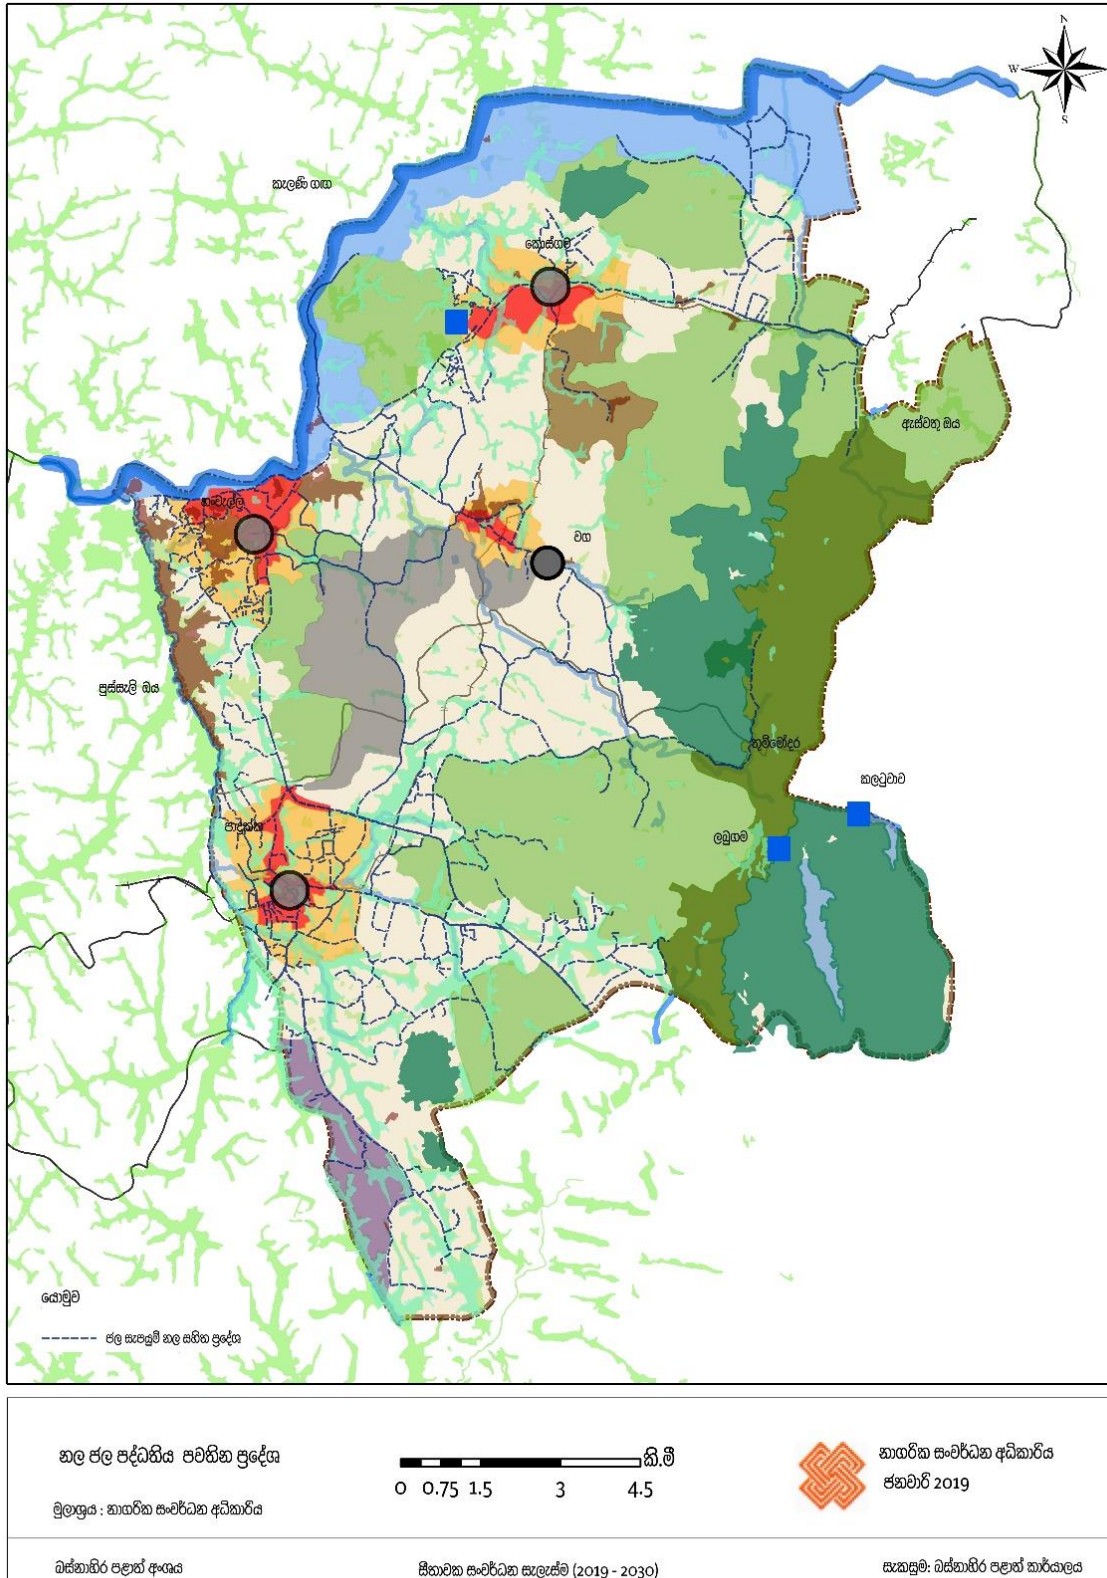 N
W
S
කැලණි ගඟ
කොස්ගම
ඇස්වතු ඔය
හංවැල්ල
වග
පුස්සැලි ඔය
තුම්මෝදර
කලටුවාව
ලබුගම
පාදුක්ක
යොමුව
ජල සැපයුම් නල සහිත ප්‍රදේශ
නල ජල පද්ධතිය පවතින ප්‍රදේශ
කි.මී
0 0.75 1.5 3 4.5
මූලාශ්‍රය : නාගරික සංවර්ධන අධිකාරිය
නාගරික සංවර්ධන අධිකාරිය
ජනවාරි 2019
බස්නාහිර පළාත් අංශය
සීතාවක සංවර්ධන සැලැස්ම (2019 - 2030)
සැකසුම: බස්නාහිර පළාත් කාර්යාලය